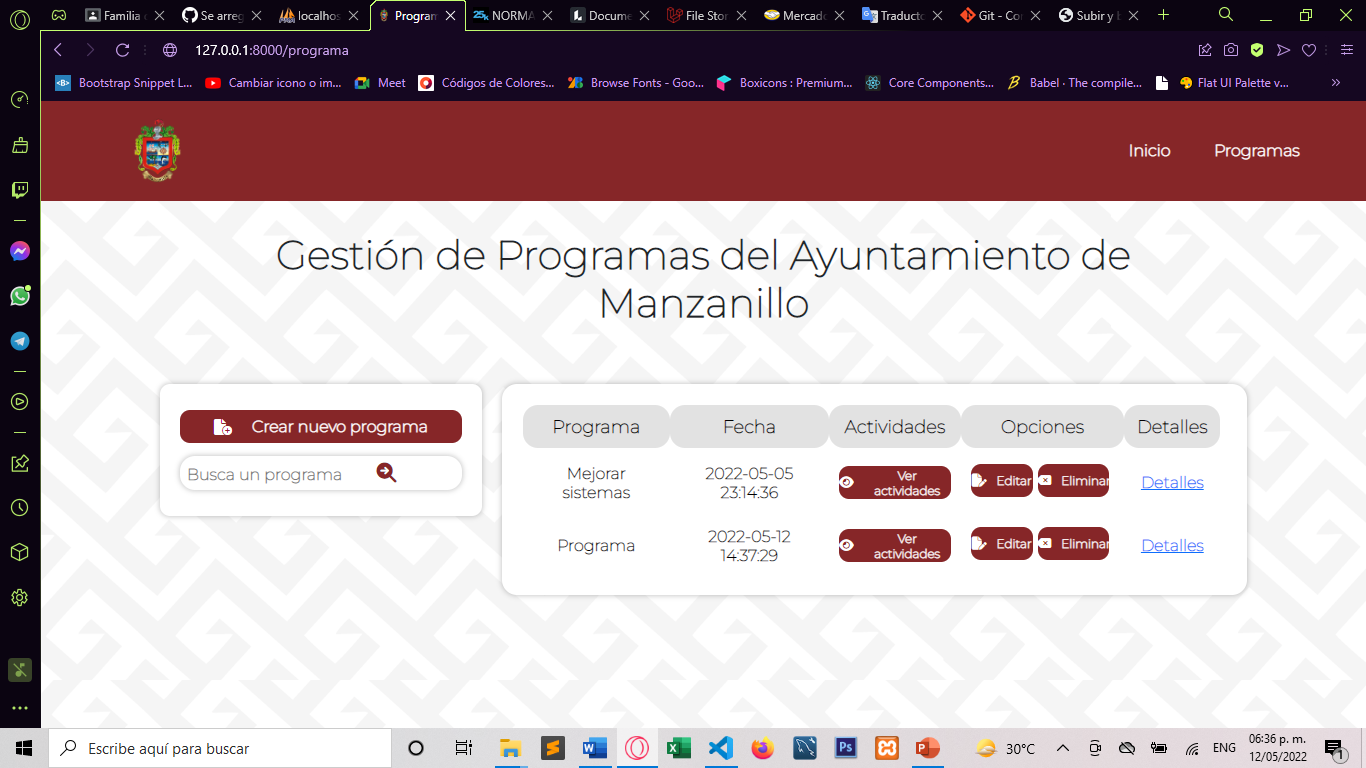 Familia
Se arreg
localhos
Program
NORMA
Docume
File Stor
Mercado
Traducto
Git - Cor
Subir y b
127.0.0.1:8000/programa
Bootstrap Snippet L...
Cambiar icono o im...
Meet
Códigos de Colores...
Browse Fonts - Goo...
Boxicons : Premium...
Core Components...
Babel · The compile...
Flat UI Palette v...
»
Inicio
Programas
Gestión de Programas del Ayuntamiento de
Manzanillo
Crear nuevo programa
Busca un programa
Programa
Fecha
Actividades
Opciones
Detalles
Mejorar
sistemas
2022-05-05
23:14:36
Ver
actividades
Editar
Eliminar
Detalles
Programa
2022-05-12
14:37:29
Ver
actividades
Editar
Eliminar
Detalles
Escribe aquí para buscar
30°C
ENG
06:36 p. m.
12/05/2022
1